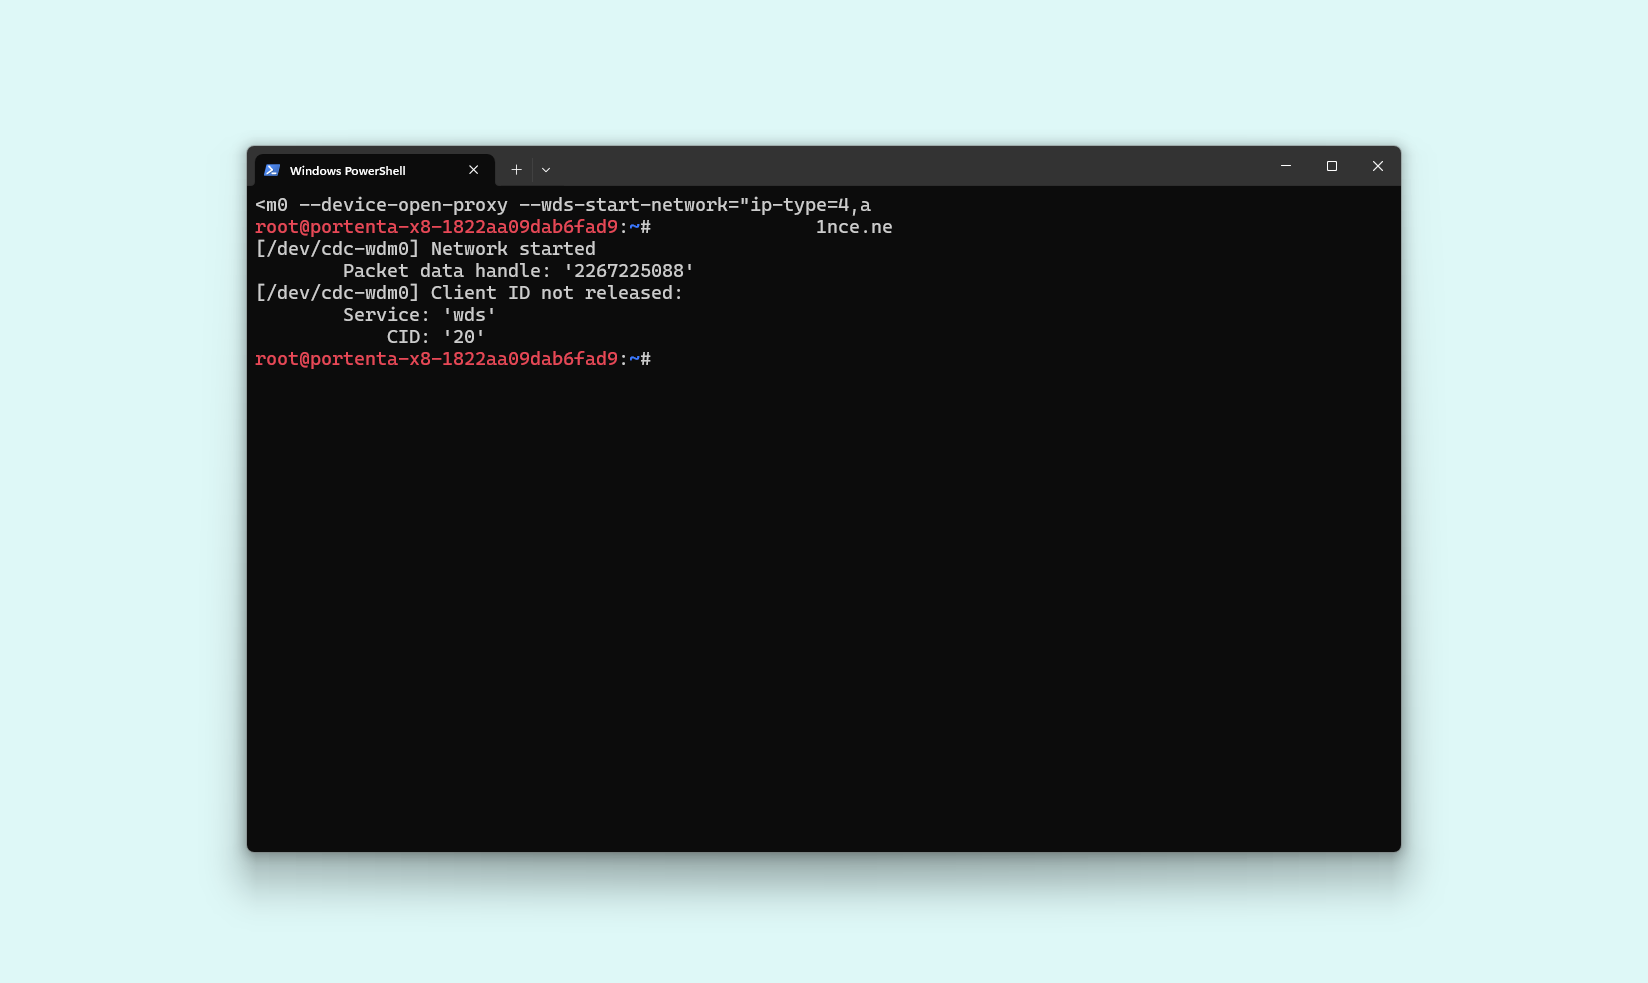 Windows PowerShell
<m0 --device-open-proxy --wds-start-network="ip-type=4,a
root@portenta-x8-1822aa09dab6fad9:~#               1nce.ne
[/dev/cdc-wdm0] Network started
        Packet data handle: '2267225088'
[/dev/cdc-wdm0] Client ID not released:
        Service: 'wds'
            CID: '20'
root@portenta-x8-1822aa09dab6fad9:~#